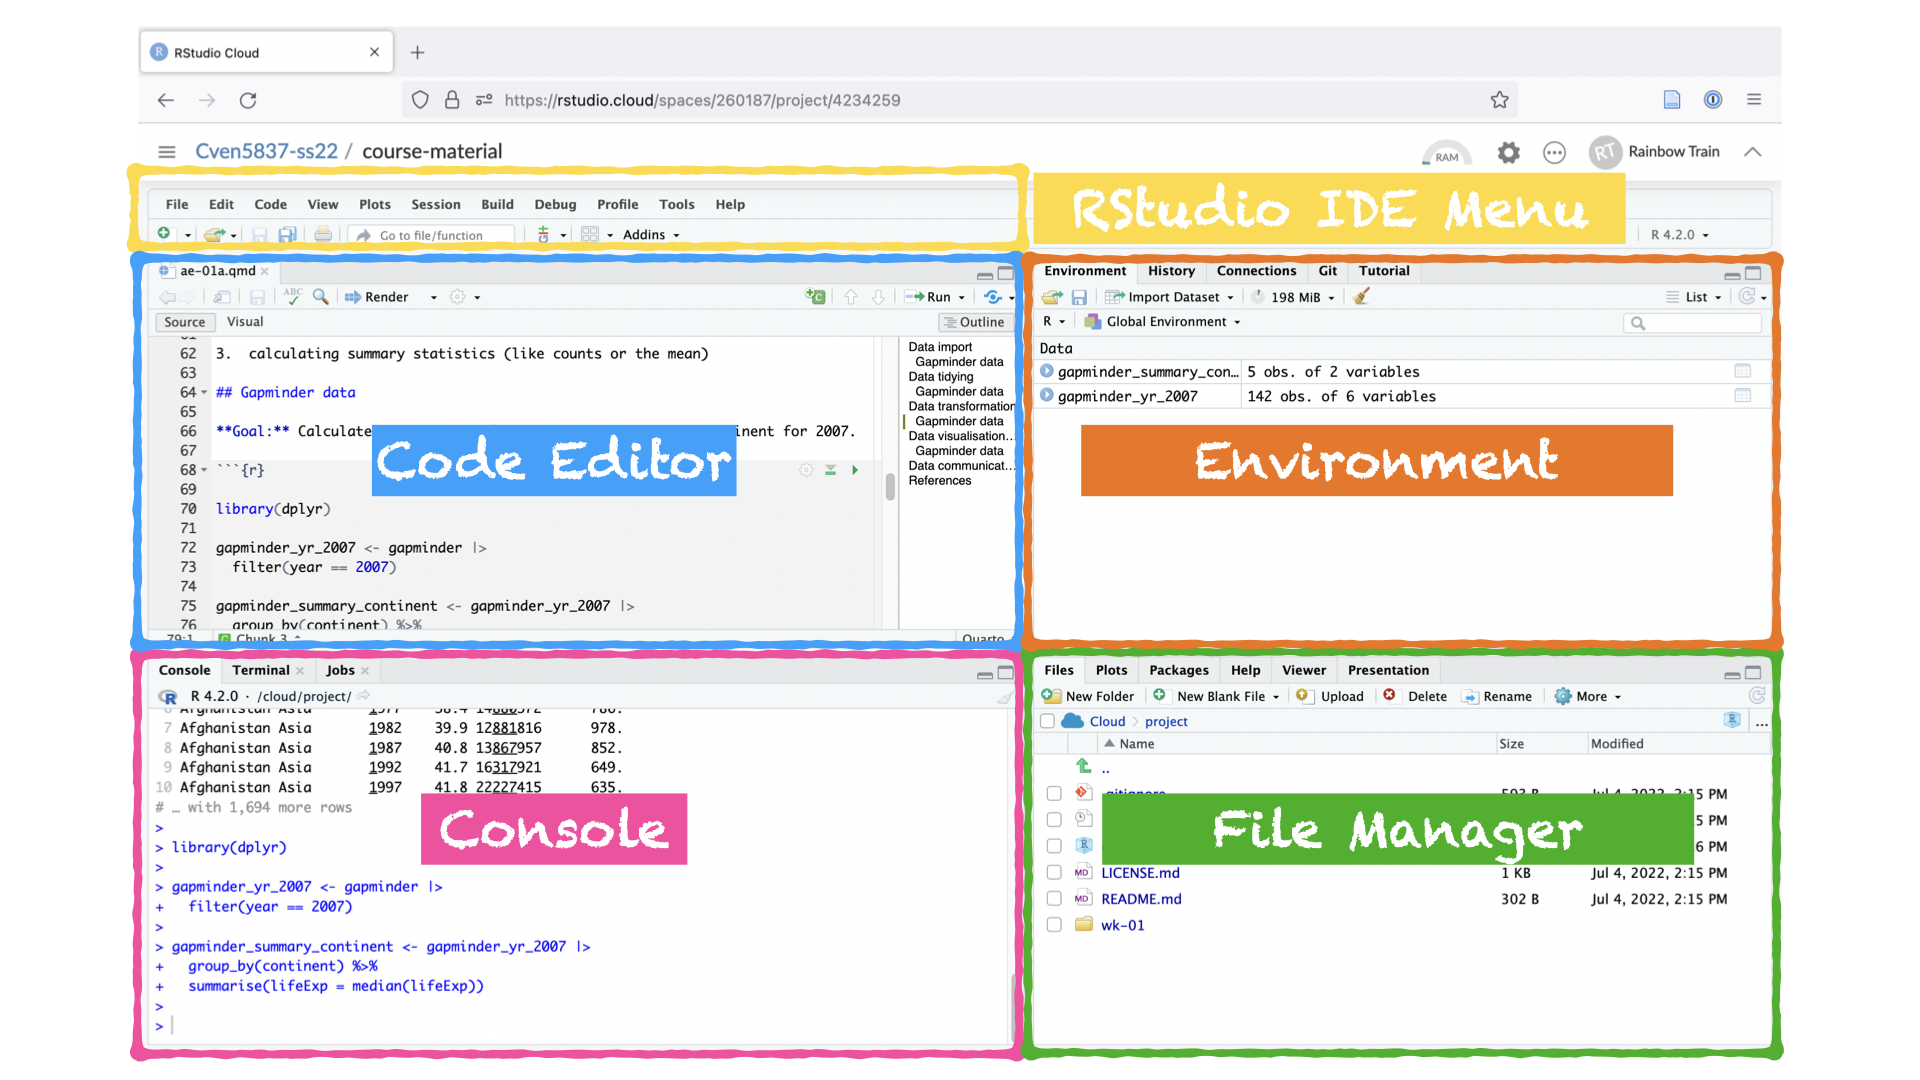 RStudio Cloud
https://rstudio.cloud/spaces/260187/project/4234259
Cven5837-ss22 / course-material
RAM
RT Rainbow Train
File Edit Code View Plots Session Build Debug Profile Tools Help
RStudio IDE Menu
Go to file/function Addins
R 4.2.0
ae-01a.qmd
ABC Render Run
Source Visual Outline
62 3. calculating summary statistics (like counts or the mean)
63
64 ## Gapminder data
65
66 **Goal:** Calculate inent for 2007.
67
68 ```{r}
69
70 library(dplyr)
71
72 gapminder_yr_2007 <- gapminder |>
73 filter(year == 2007)
74
75 gapminder_summary_continent <- gapminder_yr_2007 |>
76 group_by(continent) %>%
79:1 Chunk 3 Quarto
Code Editor
Data import
Gapminder data
Data tidying
Gapminder data
Data transformation
Gapminder data
Data visualisation...
Gapminder data
Data communicat...
References
Environment History Connections Git Tutorial
Import Dataset 198 MiB List
R Global Environment
Data
gapminder_summary_con… 5 obs. of 2 variables
gapminder_yr_2007 142 obs. of 6 variables
Environment
Console Terminal Jobs
R 4.2.0 · /cloud/project/
7 Afghanistan Asia 1982 39.9 12881816 978.
8 Afghanistan Asia 1987 40.8 13867957 852.
9 Afghanistan Asia 1992 41.7 16317921 649.
10 Afghanistan Asia 1997 41.8 22227415 635.
# … with 1,694 more rows
>
> library(dplyr)
>
> gapminder_yr_2007 <- gapminder |>
+ filter(year == 2007)
>
> gapminder_summary_continent <- gapminder_yr_2007 |>
+ group_by(continent) %>%
+ summarise(lifeExp = median(lifeExp))
>
>
Console
Files Plots Packages Help Viewer Presentation
New Folder New Blank File Upload Delete Rename More
Cloud > project ...
Name Size Modified
..
.gitignore 593 B Jul 4, 2022, 2:15 PM
5 PM
6 PM
File Manager
MD LICENSE.md 1 KB Jul 4, 2022, 2:15 PM
MD README.md 302 B Jul 4, 2022, 2:15 PM
wk-01